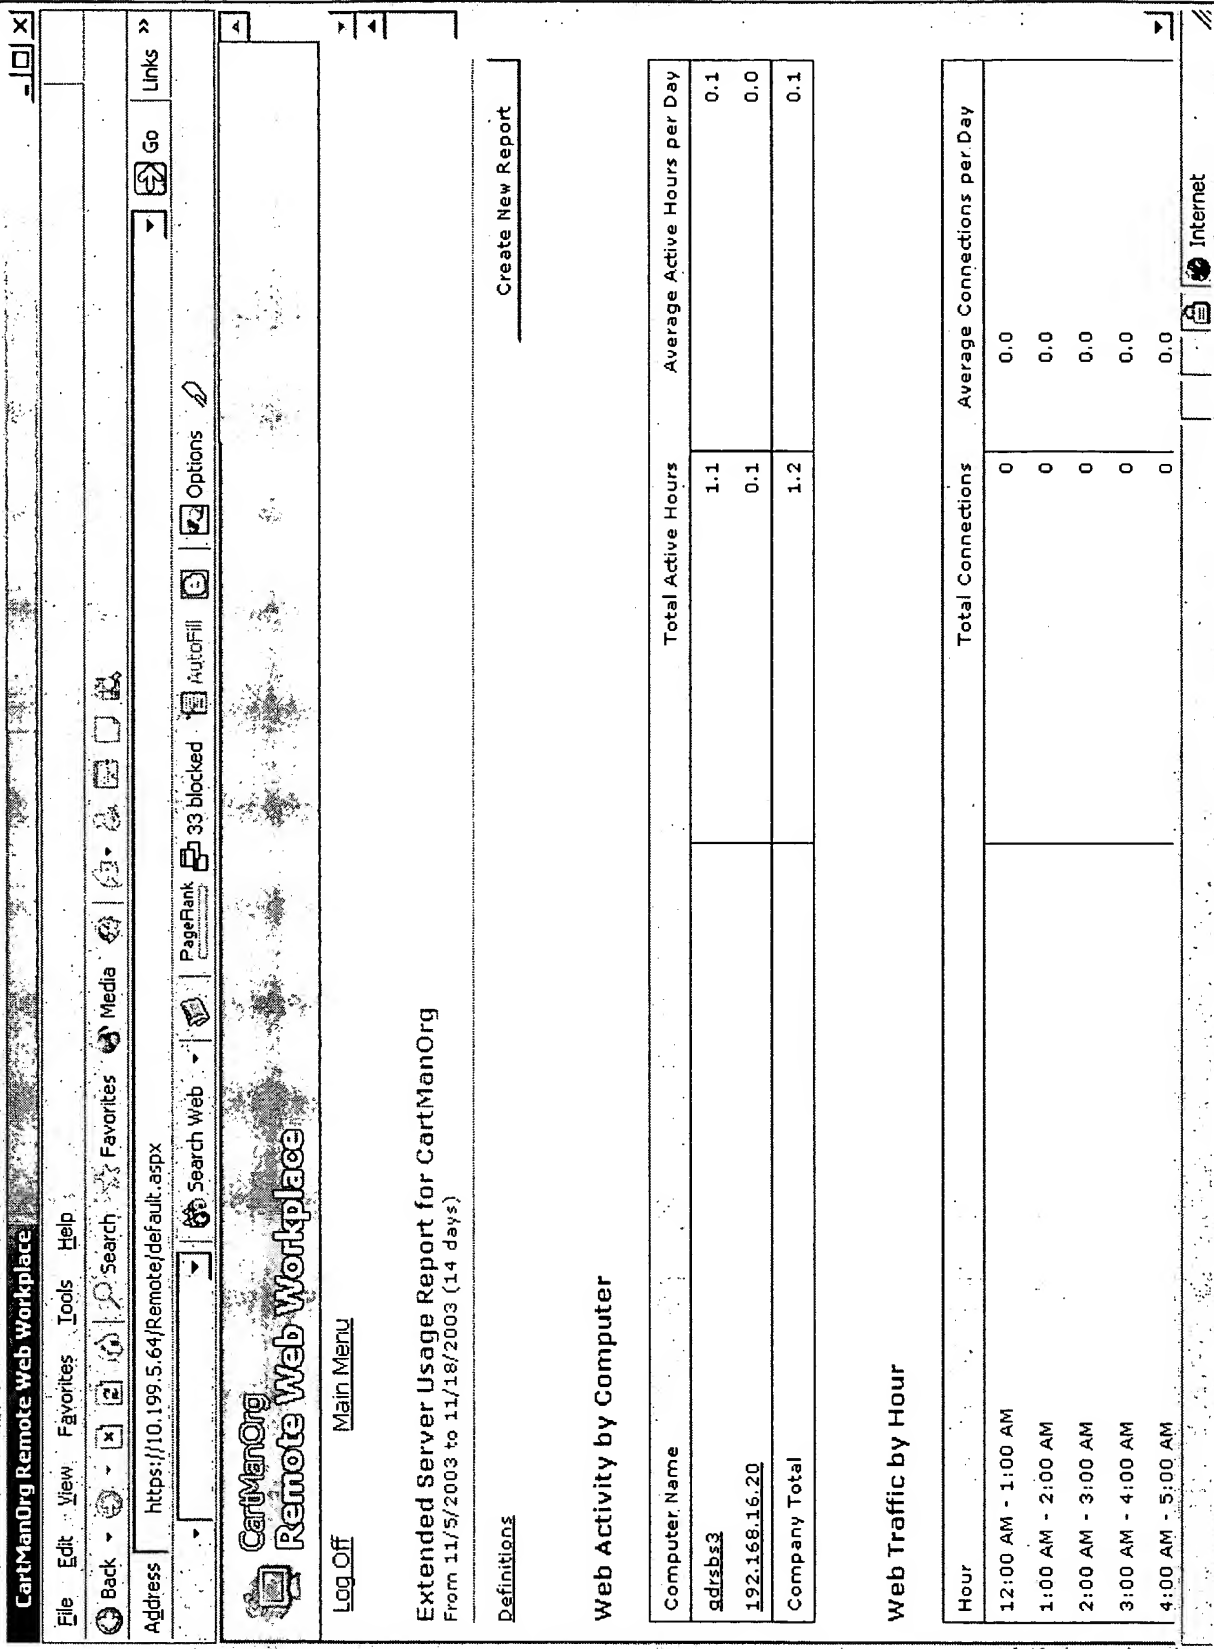 CartManOrg Remote Web Workplace
File Edit View Favorites Tools Help
Back Search Favorites Media
Address https://10.199.5.64/Remote/default.aspx Go Links »
Search Web PageRank 33 blocked AutoFill Options
CartManOrg
Remote Web Workplace
Log Off Main Menu
Extended Server Usage Report for CartManOrg
From 11/5/2003 to 11/18/2003 (14 days)
Definitions Create New Report
Web Activity by Computer
Computer Name Total Active Hours Average Active Hours per Day
qdrsbs3 1.1 0.1
192.168.16.20 0.1 0.0
Company Total 1.2 0.1
Web Traffic by Hour
Hour Total Connections Average Connections per Day
12:00 AM - 1:00 AM 0 0.0
1:00 AM - 2:00 AM 0 0.0
2:00 AM - 3:00 AM 0 0.0
3:00 AM - 4:00 AM 0 0.0
4:00 AM - 5:00 AM 0 0.0
Internet